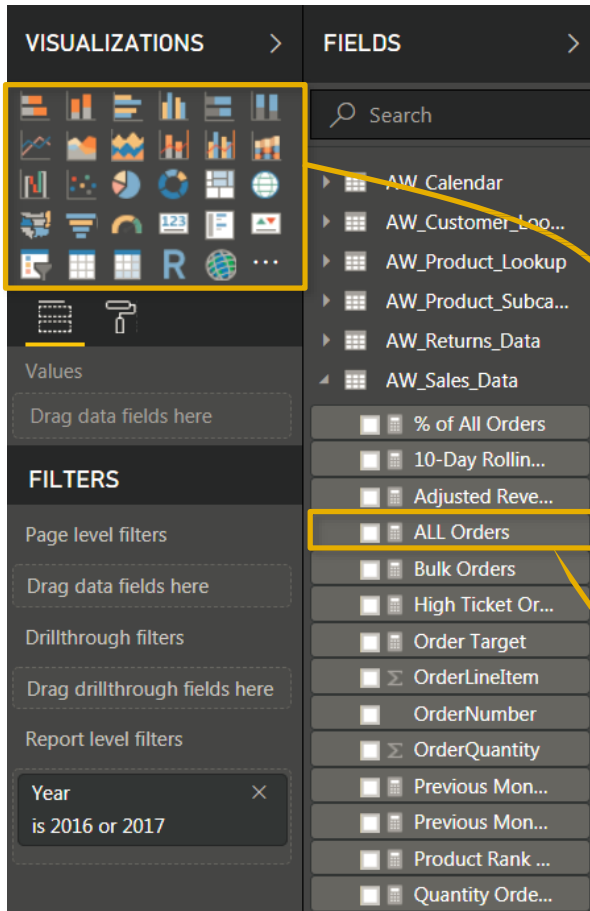 VISUALIZATIONS
123
R
Values
Drag data fields here
FILTERS
Page level filters
Drag data fields here
Drillthrough filters
Drag drillthrough fields here
Report level filters
Year
is 2016 or 2017
FIELDS
Search
AW_Calendar
AW_Customer_Loo...
AW_Product_Lookup
AW_Product_Subca...
AW_Returns_Data
AW_Sales_Data
% of All Orders
10-Day Rollin...
Adjusted Reve...
ALL Orders
Bulk Orders
High Ticket Or...
Order Target
OrderLineItem
OrderNumber
OrderQuantity
Previous Mon...
Previous Mon...
Product Rank ...
Quantity Orde...